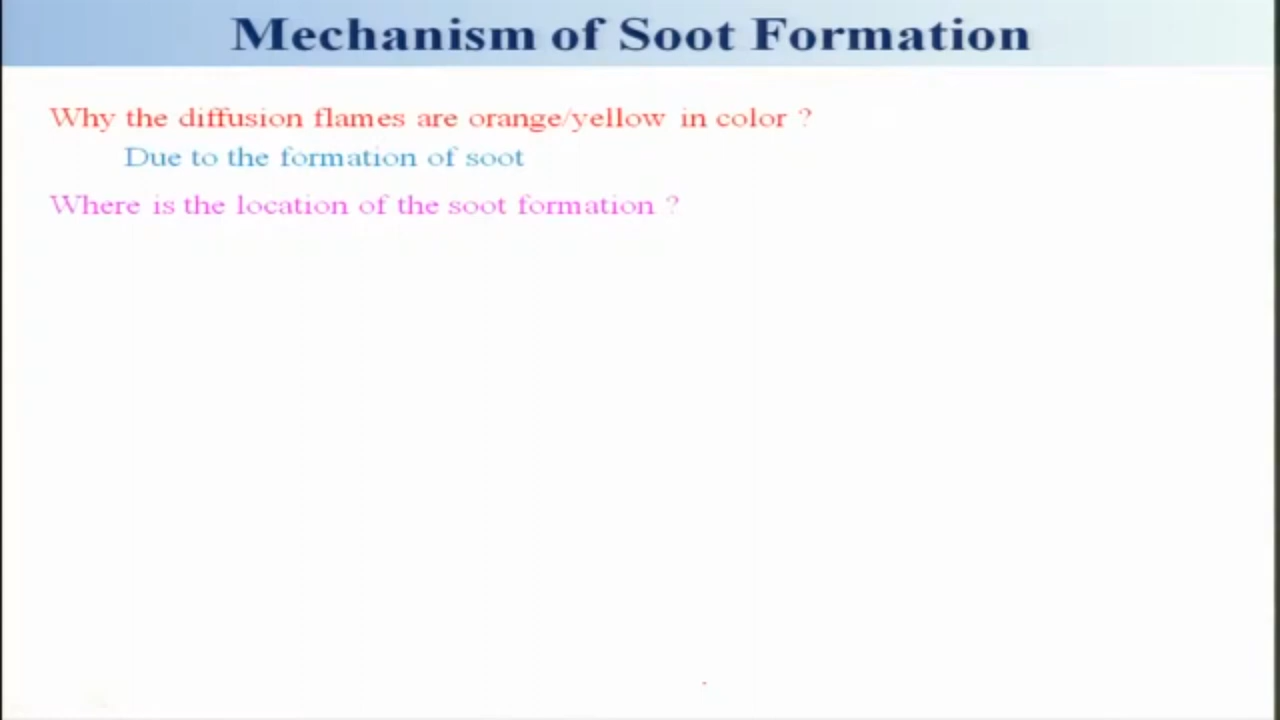 Mechanism of Soot Formation
Why the diffusion flames are orange/yellow in color ?
Due to the formation of soot
Where is the location of the soot formation ?